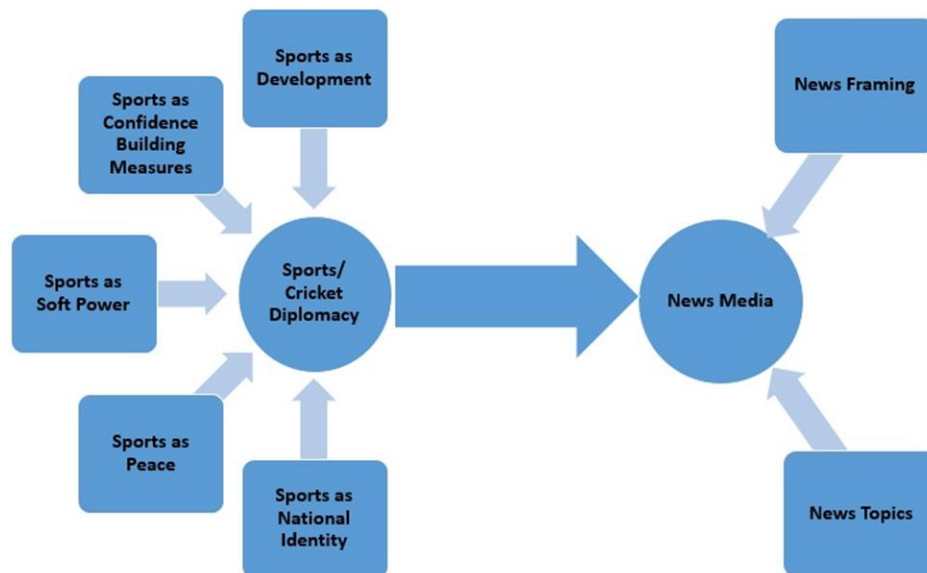 Sports as
Development
Sports as
Confidence
Building
Measures
Sports as
Soft Power
Sports as
Peace
Sports as
National
Identity
Sports/
Cricket
Diplomacy
News Media
News Framing
News Topics